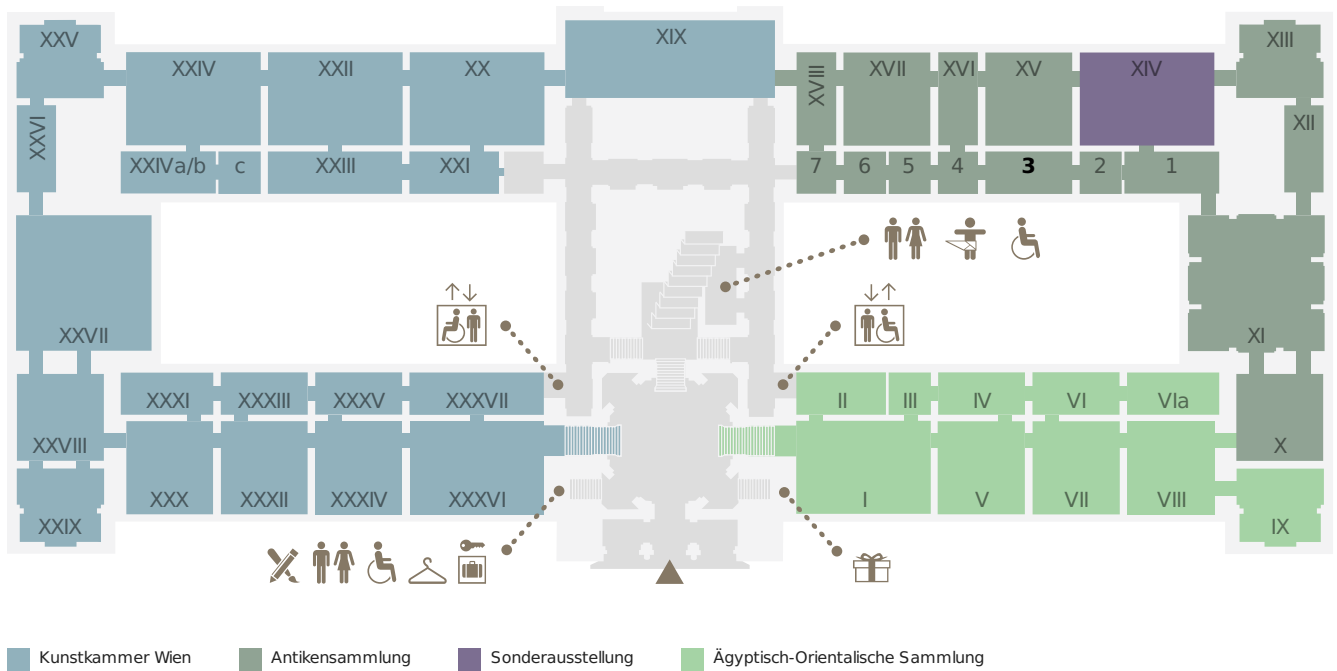 XXV
XXIV
XXII
XX
XIX
XVIII
XVII
XVI
XV
XIV
XIII
XXVI
XII
XXIVa/b
c
XXIII
XXI
7
6
5
4
3
2
1
XXVII
XI
XXXI
XXXIII
XXXV
XXXVII
II
III
IV
VI
VIa
XXVIII
X
XXX
XXXII
XXXIV
XXXVI
I
V
VII
VIII
XXIX
IX
Kunstkammer Wien
Antikensammlung
Sonderausstellung
Ägyptisch-Orientalische Sammlung